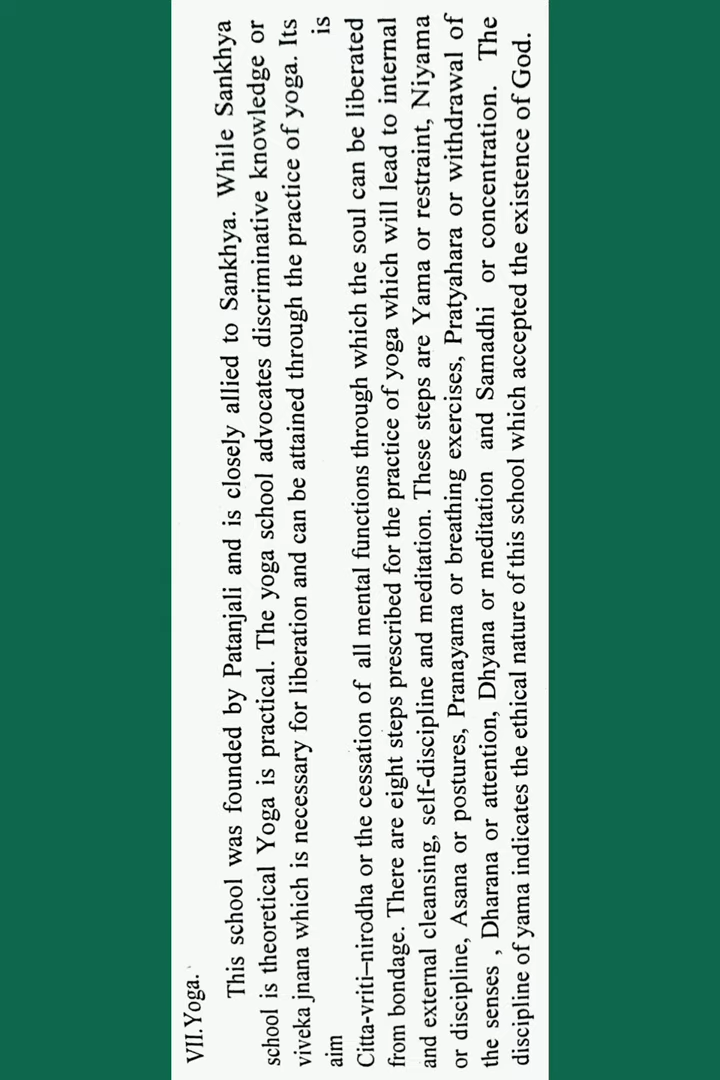 VII.Yoga.
This school was founded by Patanjali and is closely allied to Sankhya. While Sankhya
school is theoretical Yoga is practical. The yoga school advocates discriminative knowledge or
viveka jnana which is necessary for liberation and can be attained through the practice of yoga. Its
aim is
Citta-vriti–nirodha or the cessation of all mental functions through which the soul can be liberated
from bondage. There are eight steps prescribed for the practice of yoga which will lead to internal
and external cleansing, self-discipline and meditation. These steps are Yama or restraint, Niyama
or discipline, Asana or postures, Pranayama or breathing exercises, Pratyahara or withdrawal of
the senses , Dharana or attention, Dhyana or meditation and Samadhi or concentration. The
discipline of yama indicates the ethical nature of this school which accepted the existence of God.